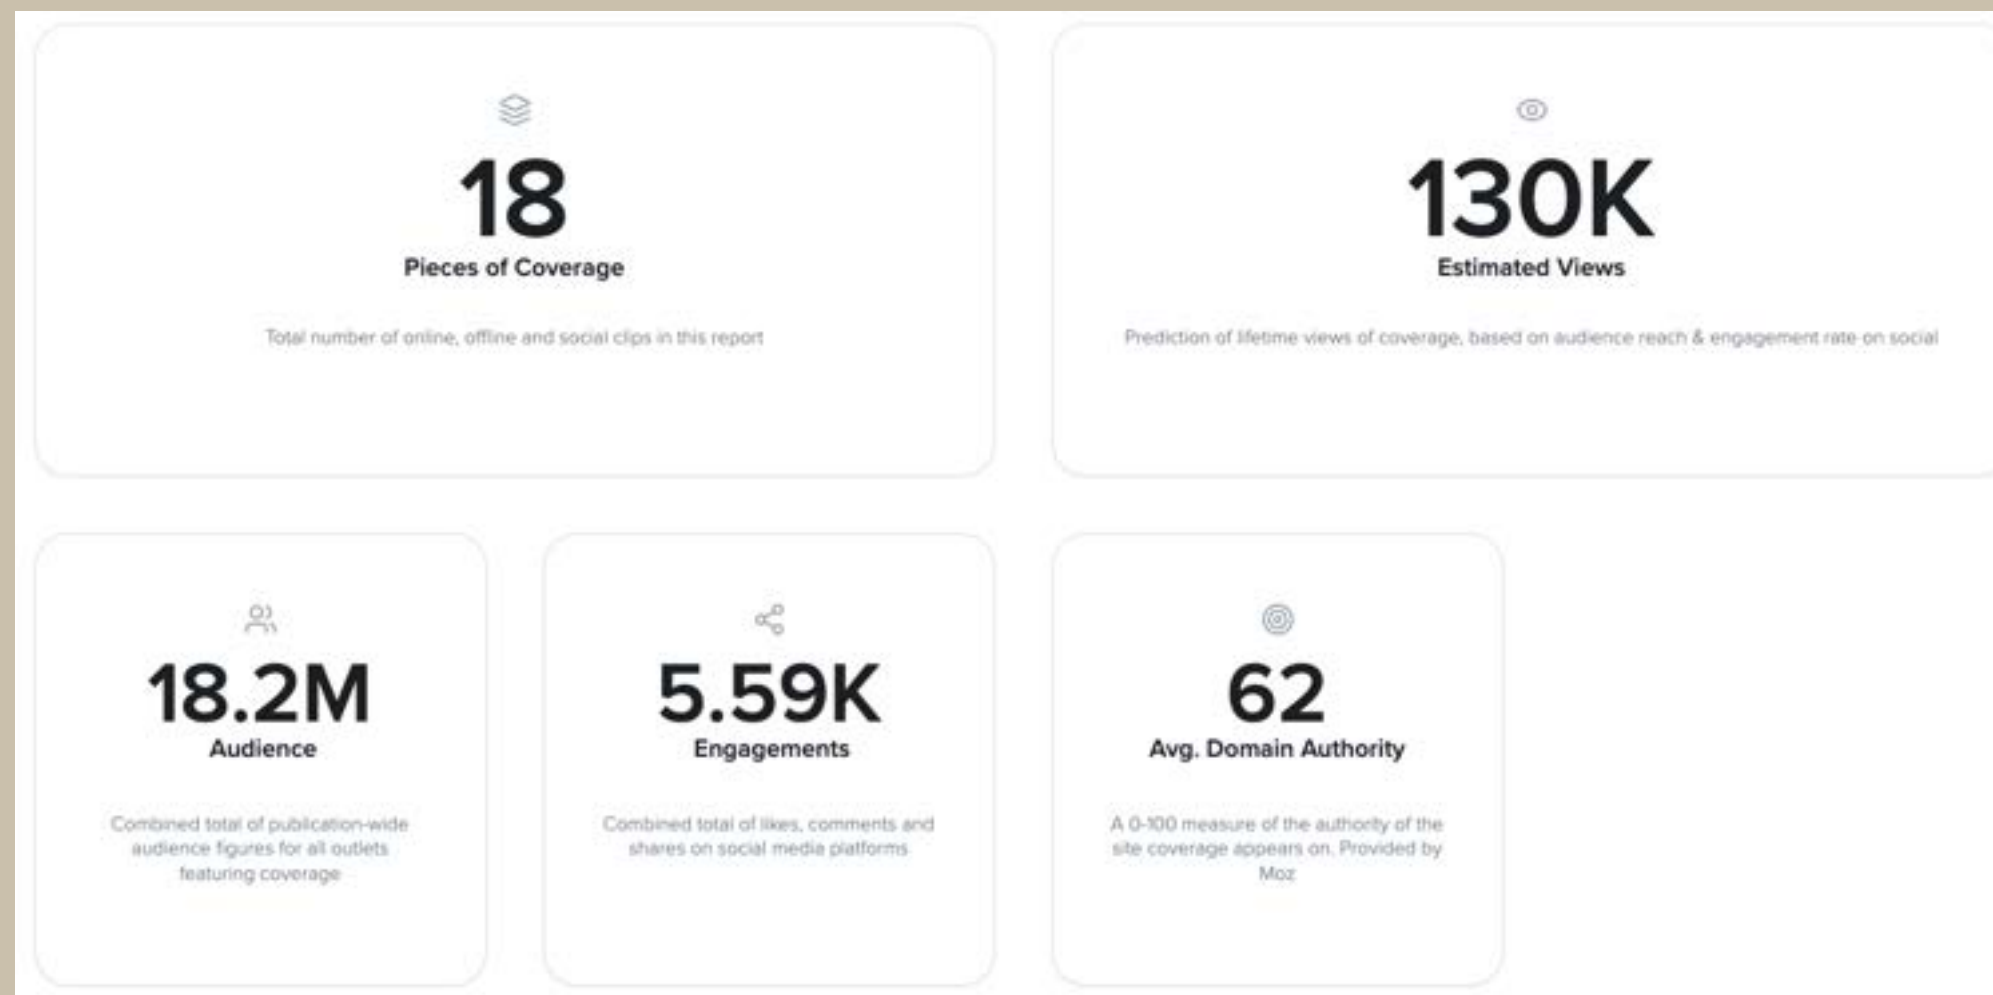 18
Pieces of Coverage
Total number of online, offline and social clips in this report
130K
Estimated Views
Prediction of lifetime views of coverage, based on audience reach & engagement rate on social
18.2M
Audience
Combined total of publication-wide
audience figures for all outlets
featuring coverage
5.59K
Engagements
Combined total of likes, comments and
shares on social media platforms
62
Avg. Domain Authority
A 0-100 measure of the authority of the
site coverage appears on. Provided by
Moz